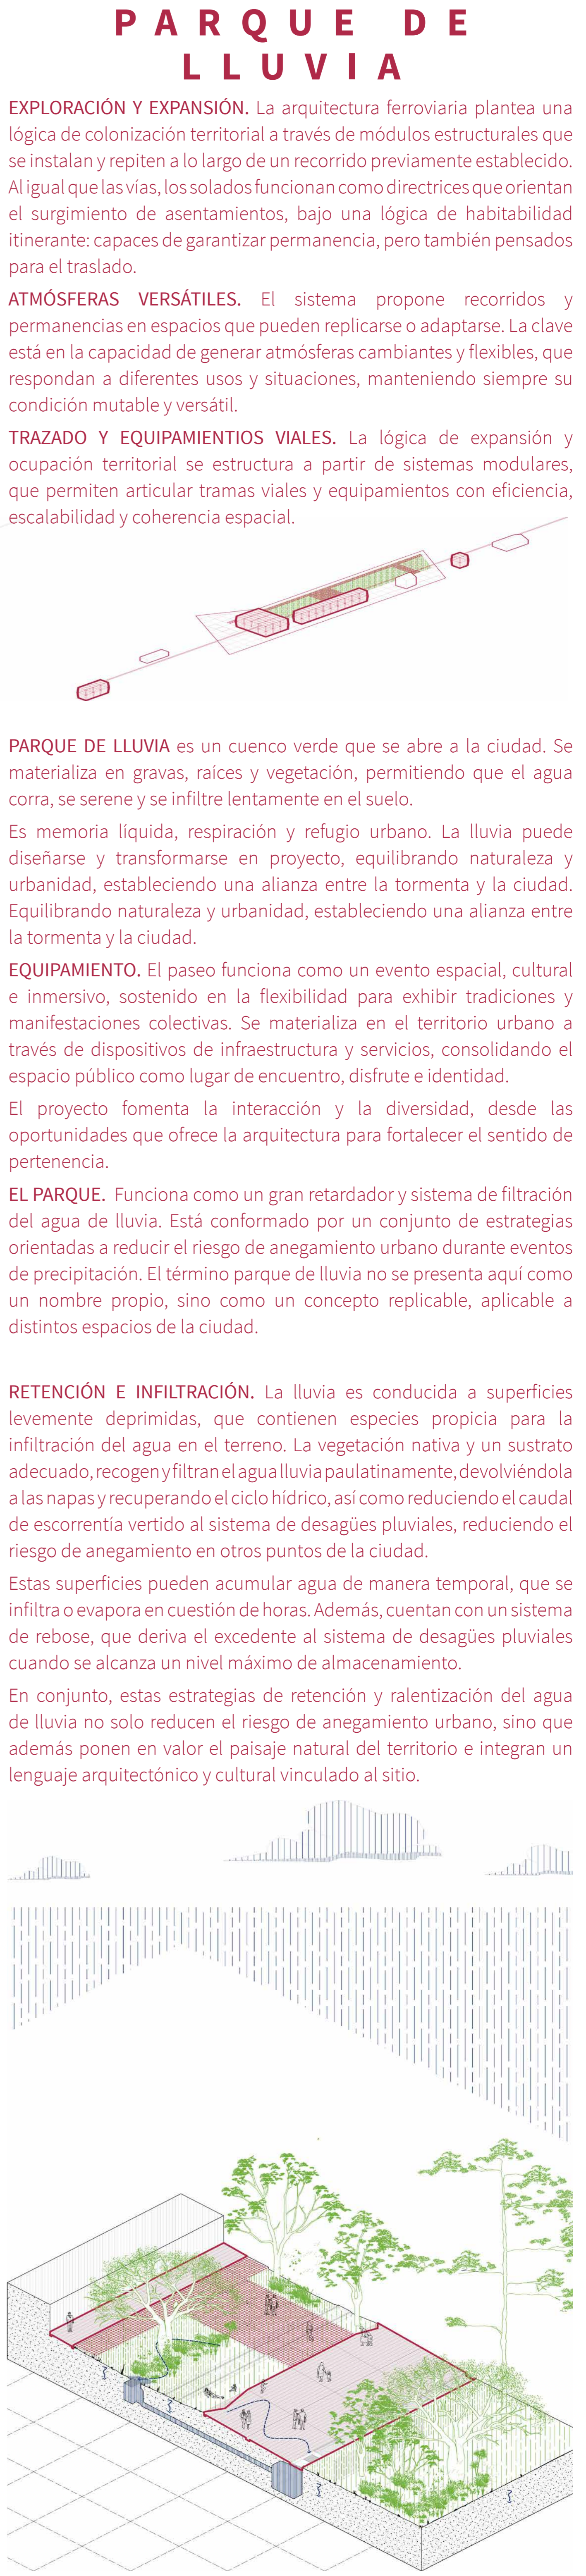 PARQUE DE
LLUVIA
EXPLORACIÓN Y EXPANSIÓN. La arquitectura ferroviaria plantea una
lógica de colonización territorial a través de módulos estructurales que
se instalan y repiten a lo largo de un recorrido previamente establecido.
Al igual que las vías, los solados funcionan como directrices que orientan
el surgimiento de asentamientos, bajo una lógica de habitabilidad
itinerante: capaces de garantizar permanencia, pero también pensados
para el traslado.
ATMÓSFERAS VERSÁTILES. El sistema propone recorridos y
permanencias en espacios que pueden replicarse o adaptarse. La clave
está en la capacidad de generar atmósferas cambiantes y flexibles, que
respondan a diferentes usos y situaciones, manteniendo siempre su
condición mutable y versátil.
TRAZADO Y EQUIPAMIENTIOS VIALES. La lógica de expansión y
ocupación territorial se estructura a partir de sistemas modulares,
que permiten articular tramas viales y equipamientos con eficiencia,
escalabilidad y coherencia espacial.
PARQUE DE LLUVIA es un cuenco verde que se abre a la ciudad. Se
materializa en gravas, raíces y vegetación, permitiendo que el agua
corra, se serene y se infiltre lentamente en el suelo.
Es memoria líquida, respiración y refugio urbano. La lluvia puede
diseñarse y transformarse en proyecto, equilibrando naturaleza y
urbanidad, estableciendo una alianza entre la tormenta y la ciudad.
Equilibrando naturaleza y urbanidad, estableciendo una alianza entre
la tormenta y la ciudad.
EQUIPAMIENTO. El paseo funciona como un evento espacial, cultural
e inmersivo, sostenido en la flexibilidad para exhibir tradiciones y
manifestaciones colectivas. Se materializa en el territorio urbano a
través de dispositivos de infraestructura y servicios, consolidando el
espacio público como lugar de encuentro, disfrute e identidad.
El proyecto fomenta la interacción y la diversidad, desde las
oportunidades que ofrece la arquitectura para fortalecer el sentido de
pertenencia.
EL PARQUE. Funciona como un gran retardador y sistema de filtración
del agua de lluvia. Está conformado por un conjunto de estrategias
orientadas a reducir el riesgo de anegamiento urbano durante eventos
de precipitación. El término parque de lluvia no se presenta aquí como
un nombre propio, sino como un concepto replicable, aplicable a
distintos espacios de la ciudad.
RETENCIÓN E INFILTRACIÓN. La lluvia es conducida a superficies
levemente deprimidas, que contienen especies propicia para la
infiltración del agua en el terreno. La vegetación nativa y un sustrato
adecuado, recogen y filtran el agua lluvia paulatinamente, devolviéndola
a las napas y recuperando el ciclo hídrico, así como reduciendo el caudal
de escorrentía vertido al sistema de desagües pluviales, reduciendo el
riesgo de anegamiento en otros puntos de la ciudad.
Estas superficies pueden acumular agua de manera temporal, que se
infiltra o evapora en cuestión de horas. Además, cuentan con un sistema
de rebose, que deriva el excedente al sistema de desagües pluviales
cuando se alcanza un nivel máximo de almacenamiento.
En conjunto, estas estrategias de retención y ralentización del agua
de lluvia no solo reducen el riesgo de anegamiento urbano, sino que
además ponen en valor el paisaje natural del territorio e integran un
lenguaje arquitectónico y cultural vinculado al sitio.